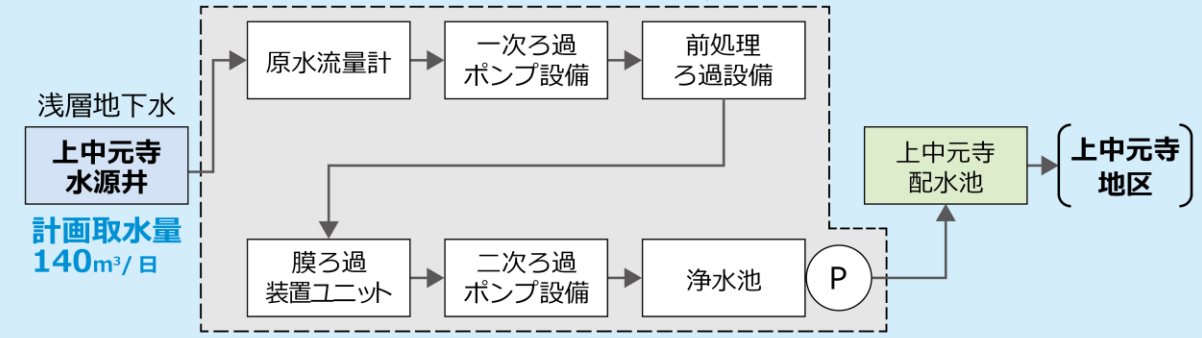 浅層地下水
上中元寺
水源井
計画取水量
140m³/日
原水流量計
一次ろ過
ポンプ設備
前処理
ろ過設備
膜ろ過
装置ユニット
二次ろ過
ポンプ設備
浄水池
P
上中元寺
配水池
上中元寺
地区